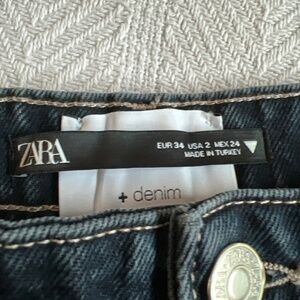 ZARA
EUR 34 USA 2 MEX 24
MADE IN TURKEY
+ denim